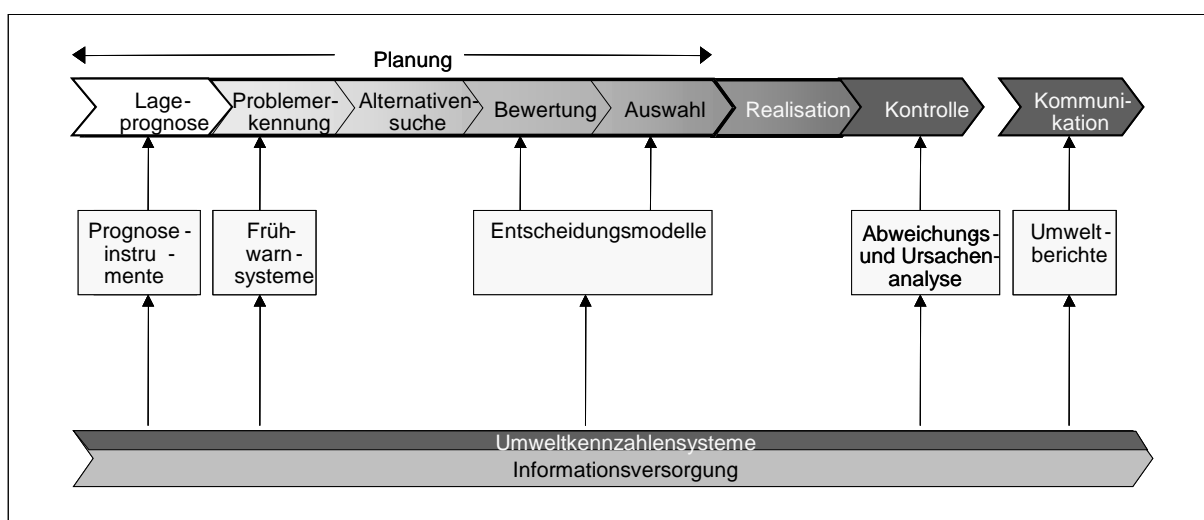 Planung
Lage-
prognose
Problemer-
kennung
Alternativen-
suche
Bewertung
Auswahl
Realisation
Kontrolle
Kommuni-
kation
Prognose -
instru -
mente
Früh-
warn -
systeme
Entscheidungsmodelle
Abweichungs-
und Ursachen-
analyse
Umwelt -
berichte
Umweltkennzahlensysteme
Informationsversorgung